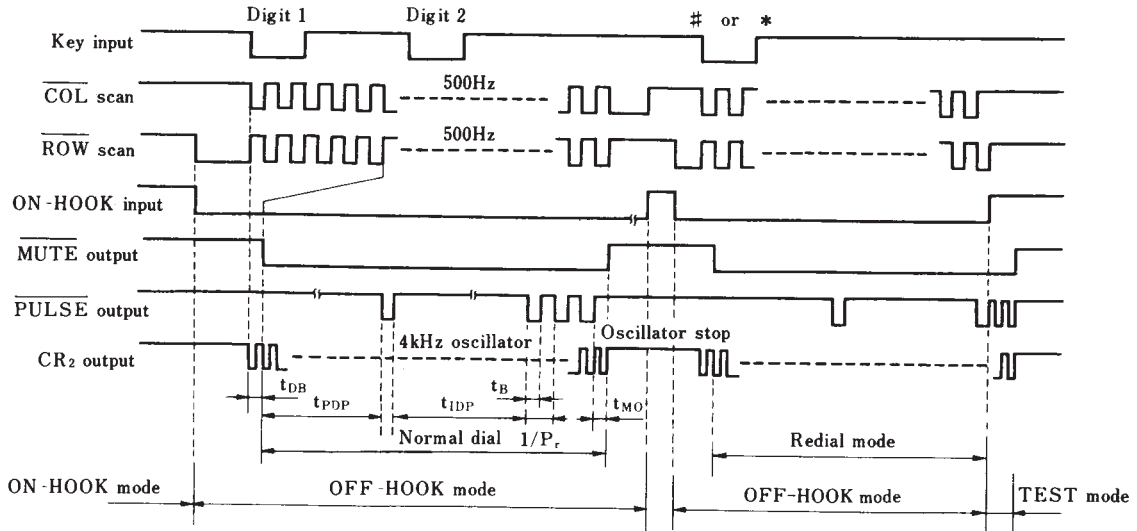 Digit 1
Digit 2
# or *
Key input
COL scan
500Hz
ROW scan
500Hz
ON-HOOK input
MUTE output
PULSE output
4kHz oscillator
Oscillator stop
CR₂ output
tDB
tPDP
tIDP
tB
tMO
Normal dial 1/Pr
Redial mode
ON-HOOK mode
OFF-HOOK mode
OFF-HOOK mode
TEST mode